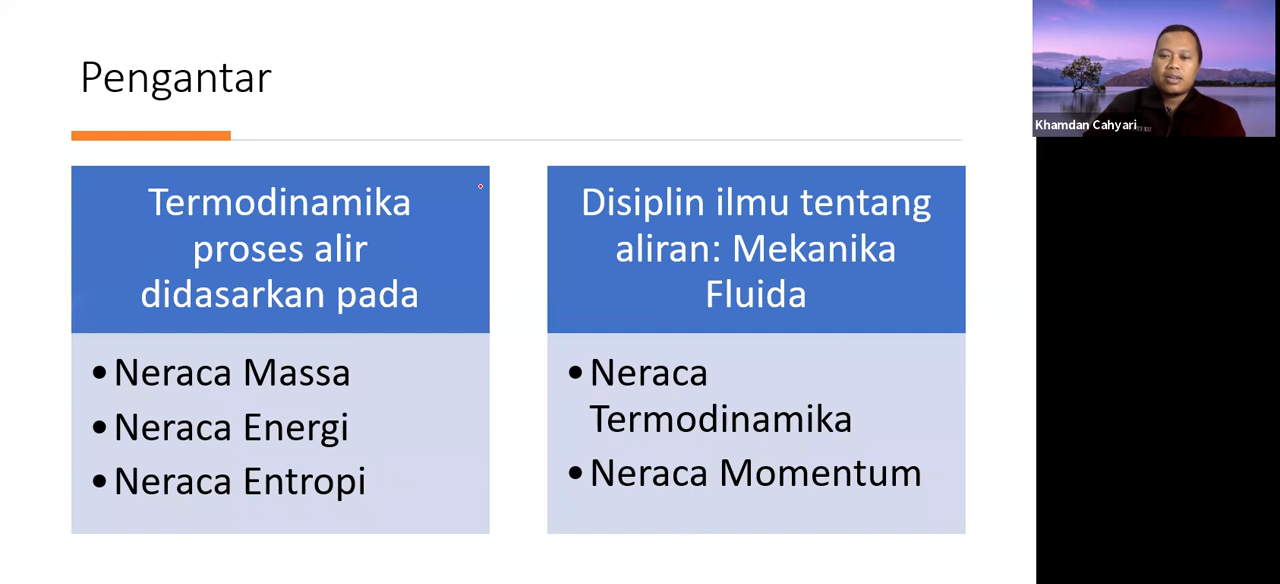 Pengantar
Termodinamika
proses alir
didasarkan pada
•Neraca Massa
•Neraca Energi
•Neraca Entropi
Disiplin ilmu tentang
aliran: Mekanika
Fluida
•Neraca
Termodinamika
•Neraca Momentum
Khamdan Cahyari